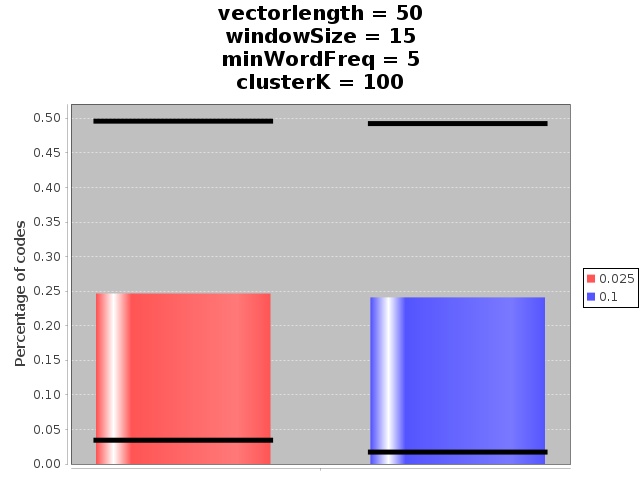 vectorlength = 50
windowSize = 15
minWordFreq = 5
clusterK = 100
Percentage of codes
0.50
0.45
0.40
0.35
0.30
0.25
0.20
0.15
0.10
0.05
0.00
0.025
0.1